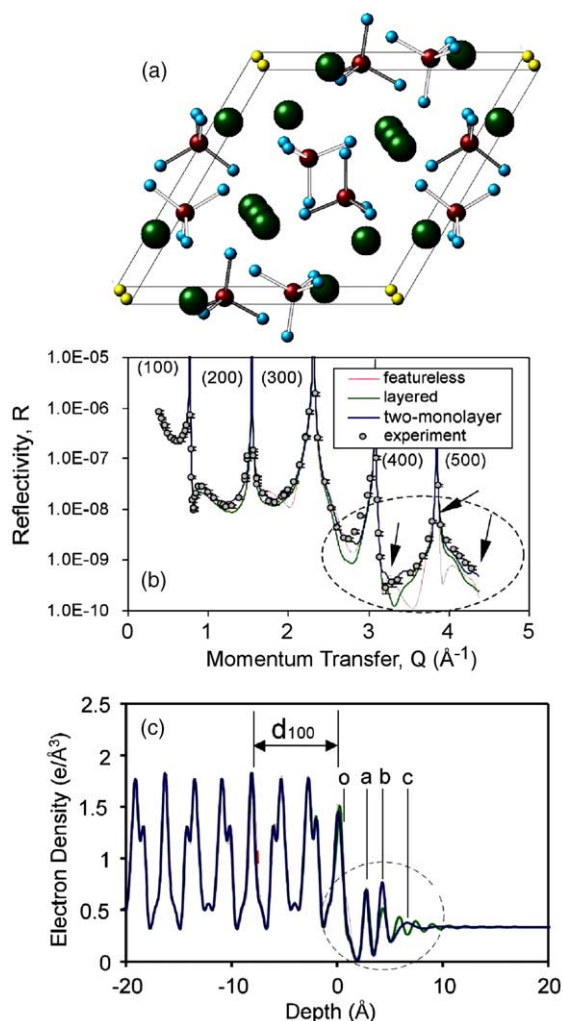 (a)
1.0E-05
1.0E-06
1.0E-07
1.0E-08
1.0E-09
1.0E-10
Reflectivity, R
(100)
(200)
(300)
(400)
(500)
featureless
layered
two-monolayer
experiment
(b)
0 1 2 3 4 5
Momentum Transfer, Q (Å⁻¹)
2.5
2
1.5
1
0.5
0
Electron Density (e/Å³)
(c)
d₁₀₀
o a b c
-20 -10 0 10 20
Depth (Å)